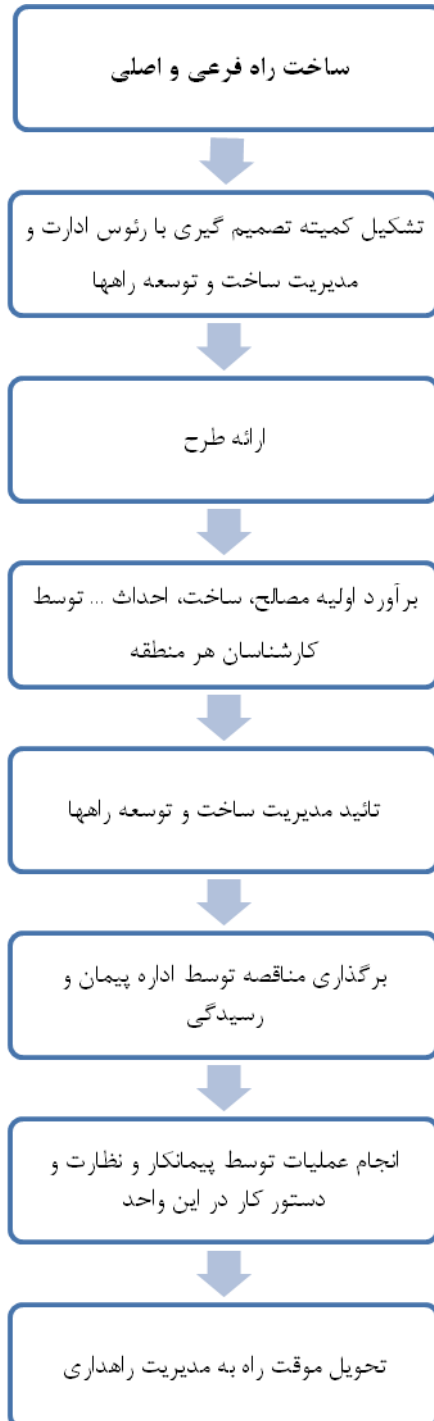 ساخت راه فرعی و اصلی
تشکیل کمیته تصمیم گیری با رئوس ادارت و
مدیریت ساخت و توسعه راهها
ارائه طرح
برآورد اولیه مصالح، ساخت، احداث ... توسط
کارشناسان هر منطقه
تائید مدیریت ساخت و توسعه راهها
برگذاری مناقصه توسط اداره پیمان و
رسیدگی
انجام عملیات توسط پیمانکار و نظارت و
دستور کار در این واحد
تحویل موقت راه به مدیریت راهداری